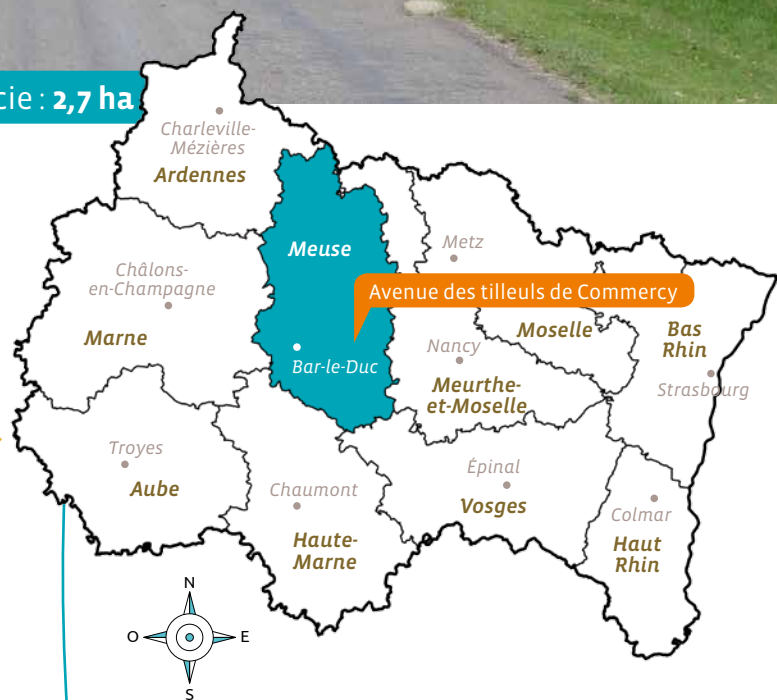 cie : 2,7 ha
Charleville-
Mézières
Ardennes
Meuse
Metz
Châlons-
en-Champagne
Avenue des tilleuls de Commercy
Marne
Moselle
Bas
Rhin
Nancy
Bar-le-Duc
Meurthe-
et-Moselle
Strasbourg
Troyes
Aube
Épinal
Vosges
Chaumont
Haute-
Marne
Colmar
Haut
Rhin
N
O
E
S